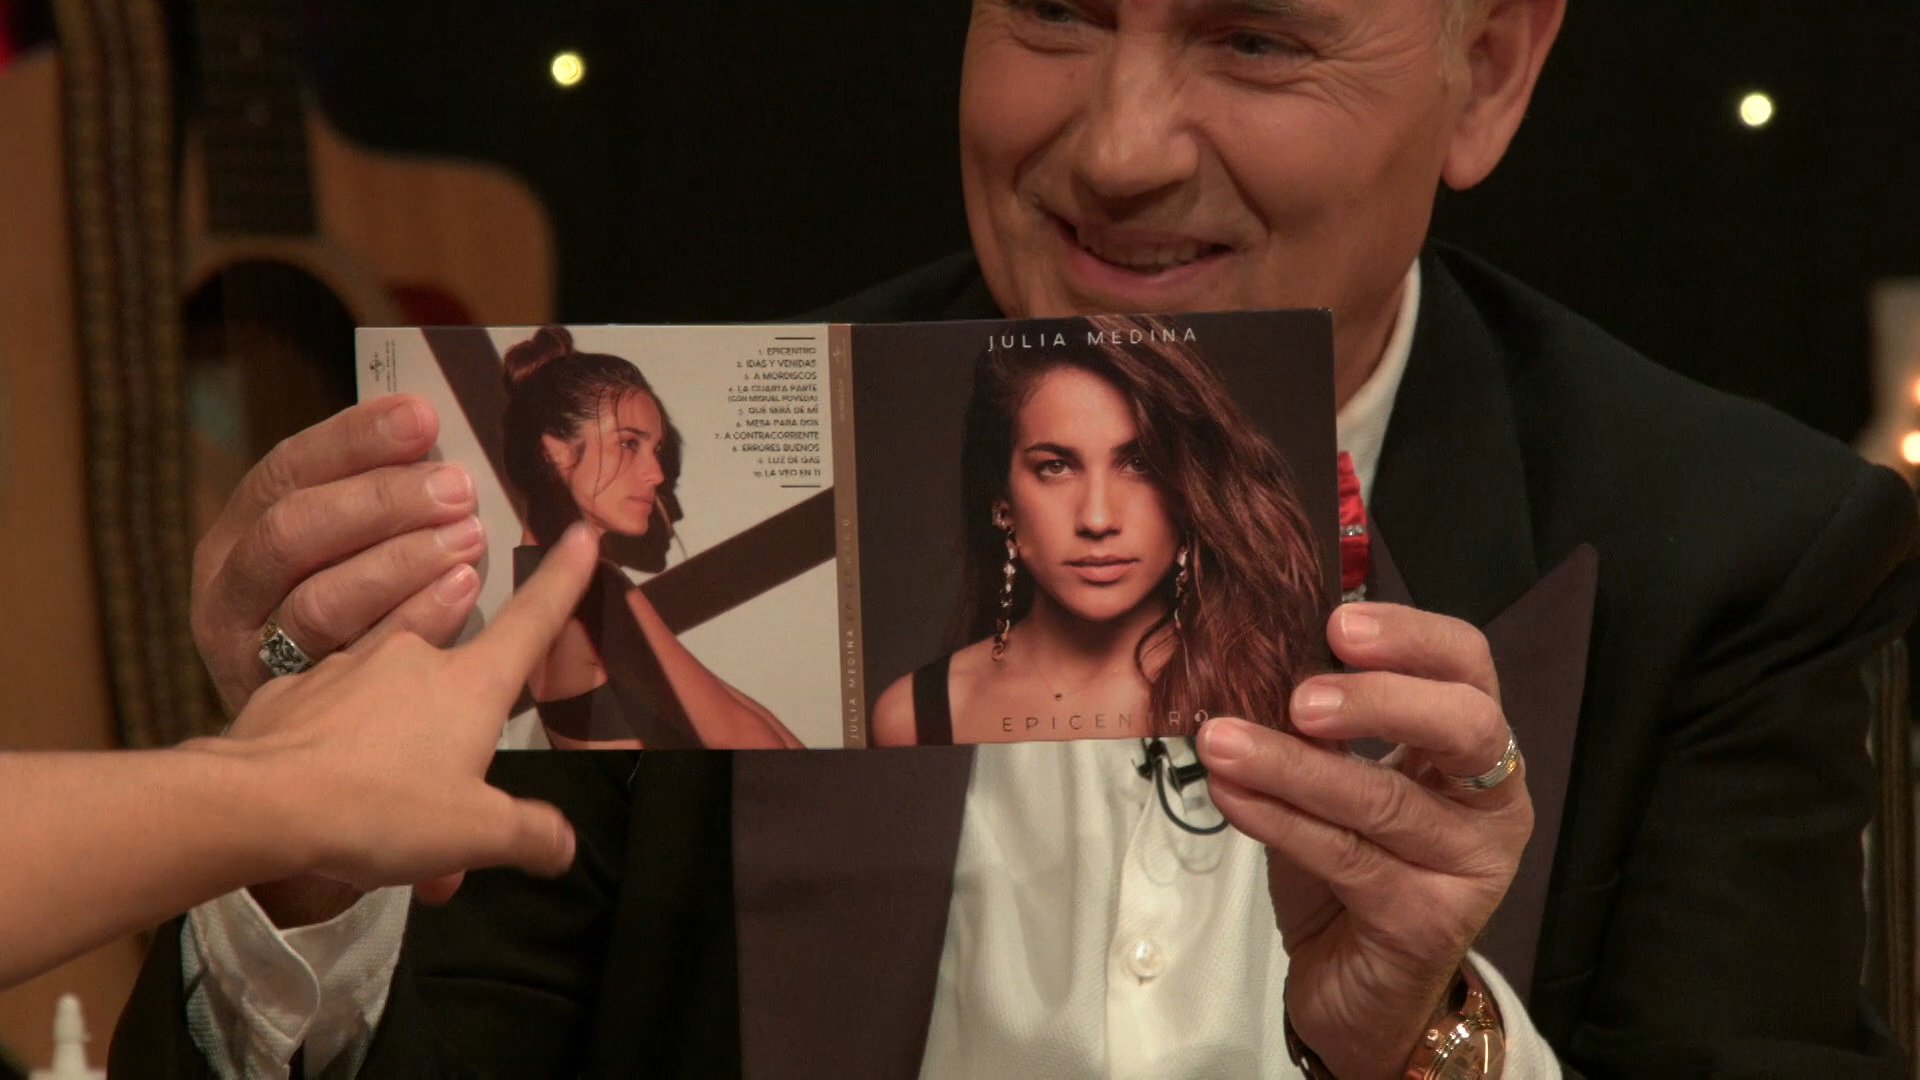 1. EPICENTRO
2. IDAS Y VENIDAS
3. A MORDISCOS
4. LA CUARTA PARTE
(CON MIGUEL POVEDA)
5. QUÉ SERÁ DE MÍ
6. MESA PARA DOS
7. A CONTRACORRIENTE
8. ERRORES BUENOS
9. LUZ DE GAS
10. LA VEO EN TI
JULIA MEDINA EPICENTRO
JULIA MEDINA
EPICENTRO